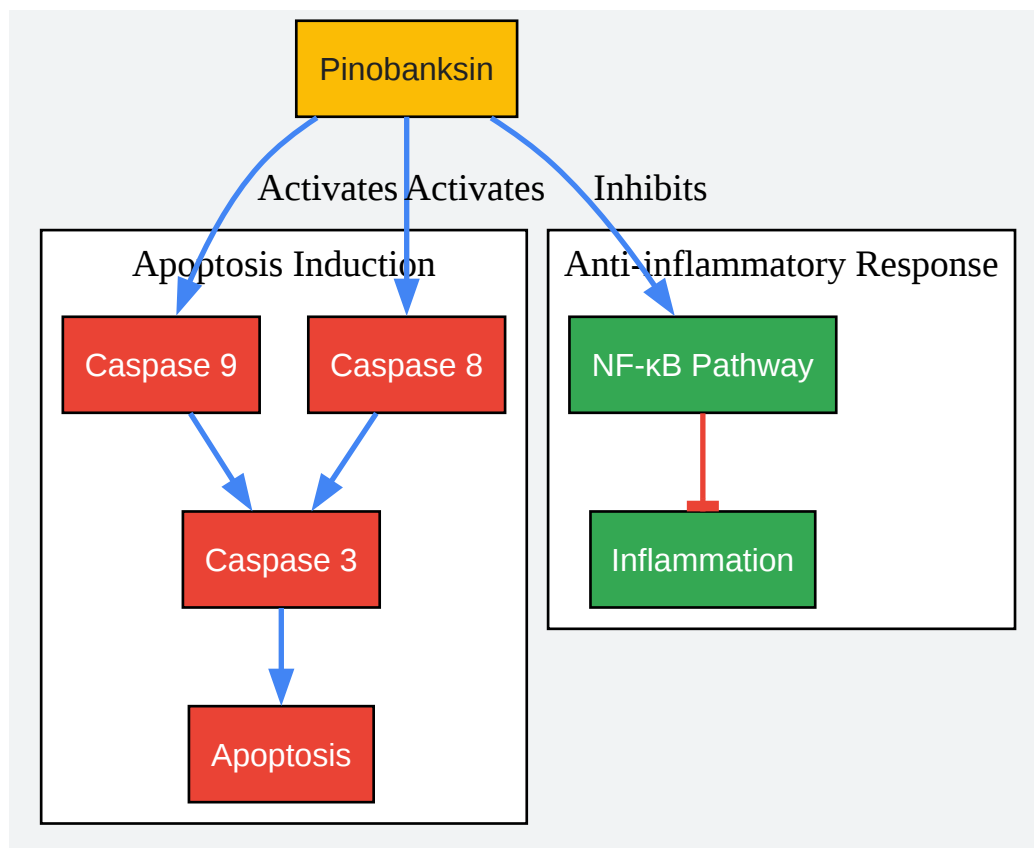 Pinobanksin
Activates
Activates
Inhibits
Apoptosis Induction
Anti-inflammatory Response
Caspase 9
Caspase 8
NF-κB Pathway
Caspase 3
Inflammation
Apoptosis